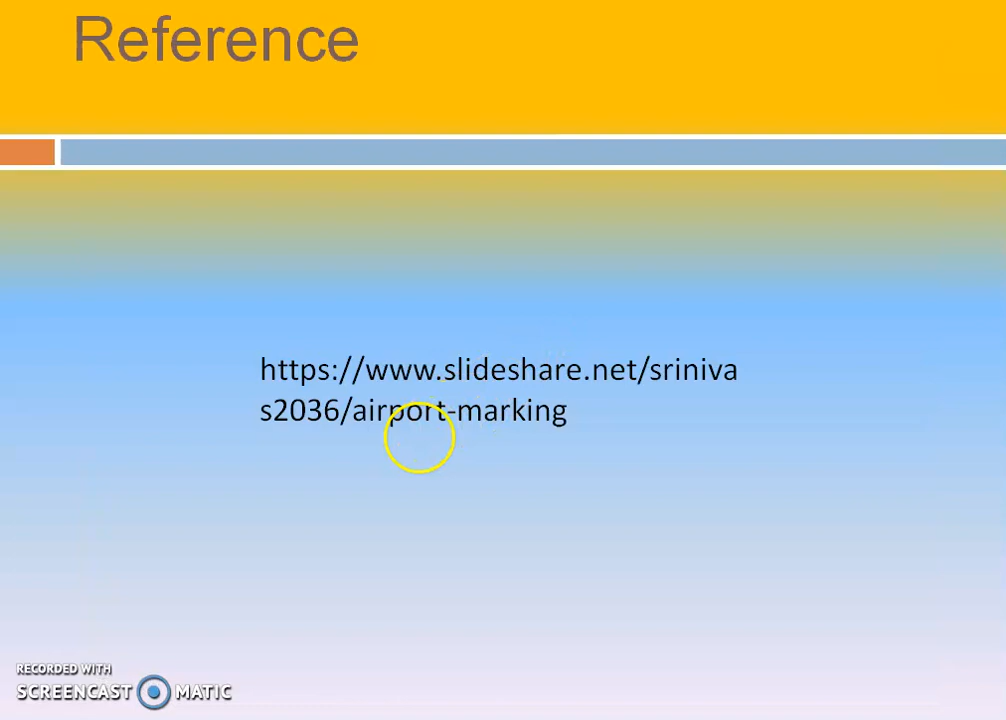 Reference
https://www.slideshare.net/sriniva
s2036/airport-marking
RECORDED WITH
SCREENCAST MATIC